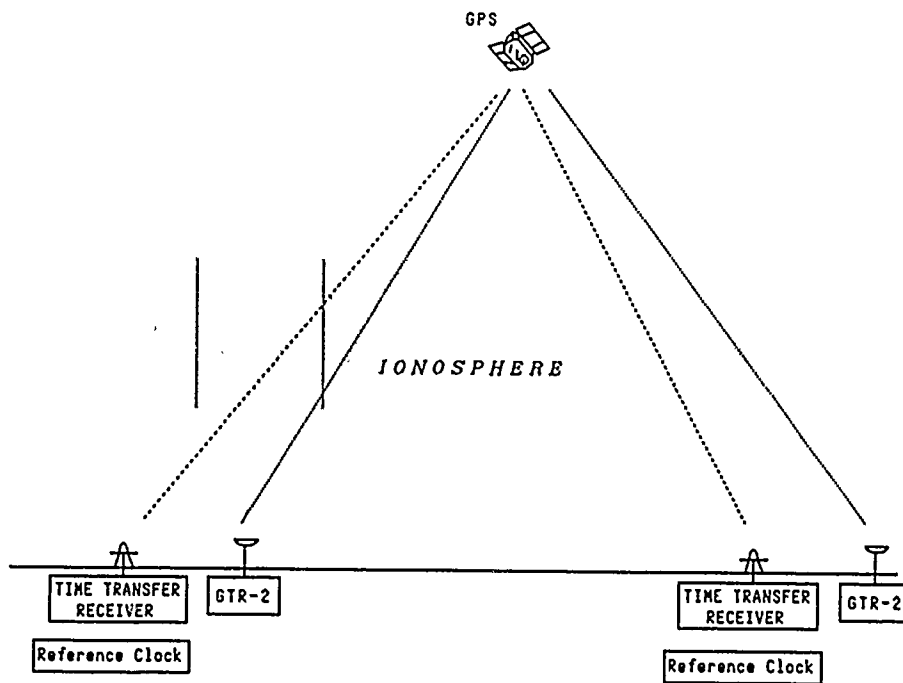 GPS
IONOSPHERE
TIME TRANSFER
RECEIVER
GTR-2
Reference Clock
TIME TRANSFER
RECEIVER
GTR-2
Reference Clock